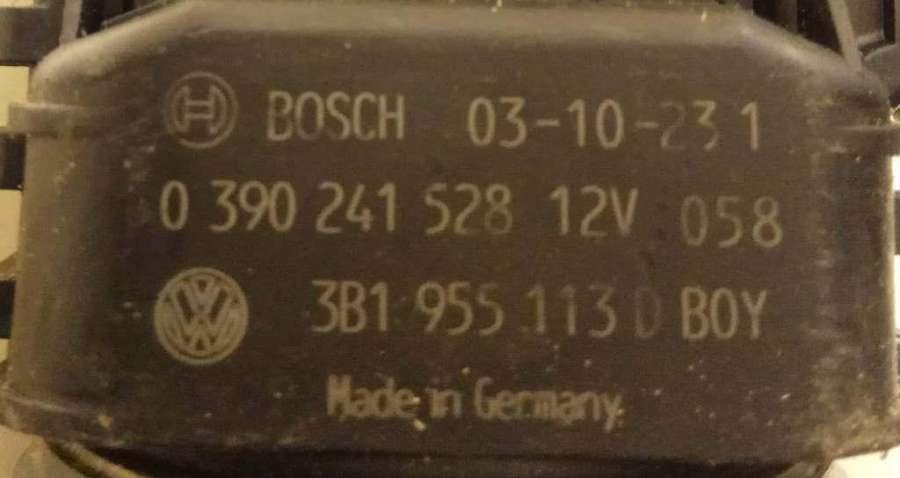 BOSCH 03-10-23 1
0 390 241 528 12V 058
3B1 955 113 D BOY
Made in Germany